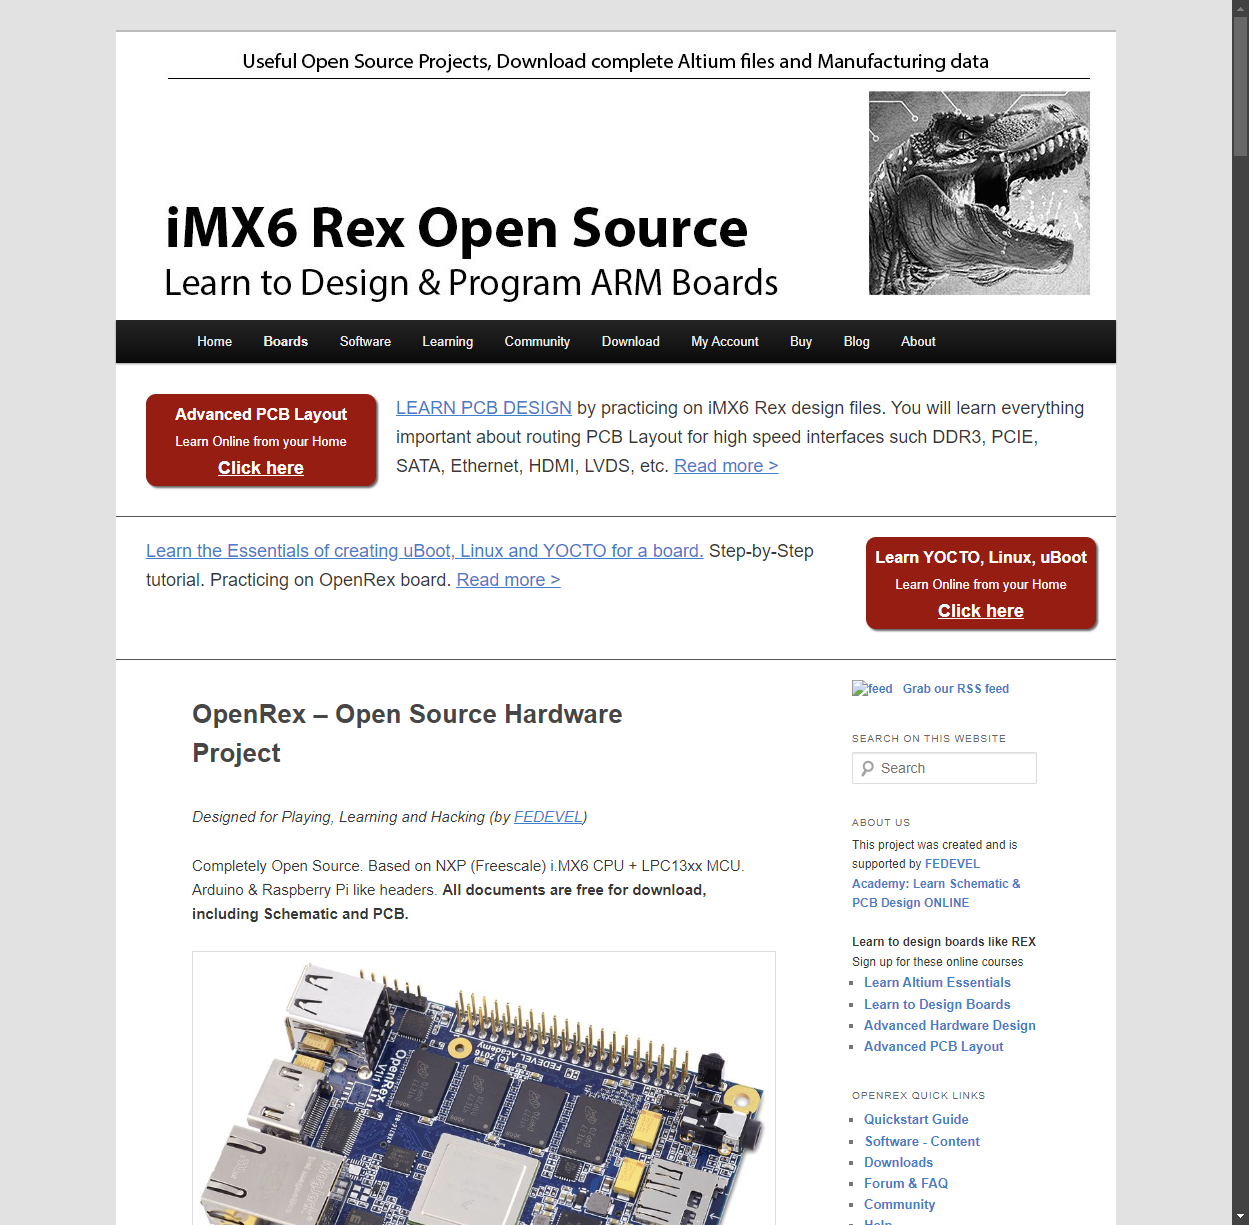 Useful Open Source Projects, Download complete Altium files and Manufacturing data
iMX6 Rex Open Source
Learn to Design & Program ARM Boards
Home Boards Software Learning Community Download My Account Buy Blog About
Advanced PCB Layout
Learn Online from your Home
Click here
LEARN PCB DESIGN by practicing on iMX6 Rex design files. You will learn everything
important about routing PCB Layout for high speed interfaces such DDR3, PCIE,
SATA, Ethernet, HDMI, LVDS, etc. Read more >
Learn the Essentials of creating uBoot, Linux and YOCTO for a board. Step-by-Step
tutorial. Practicing on OpenRex board. Read more >
Learn YOCTO, Linux, uBoot
Learn Online from your Home
Click here
OpenRex – Open Source Hardware
Project
Designed for Playing, Learning and Hacking (by FEDEVEL)
Completely Open Source. Based on NXP (Freescale) i.MX6 CPU + LPC13xx MCU.
Arduino & Raspberry Pi like headers. All documents are free for download,
including Schematic and PCB.
OpenRex
V1I1
FEDEVEL Academy
(c) 2016
feed Grab our RSS feed
SEARCH ON THIS WEBSITE
Search
ABOUT US
This project was created and is
supported by FEDEVEL
Academy: Learn Schematic &
PCB Design ONLINE
Learn to design boards like REX
Sign up for these online courses
Learn Altium Essentials
Learn to Design Boards
Advanced Hardware Design
Advanced PCB Layout
OPENREX QUICK LINKS
Quickstart Guide
Software - Content
Downloads
Forum & FAQ
Community
Help